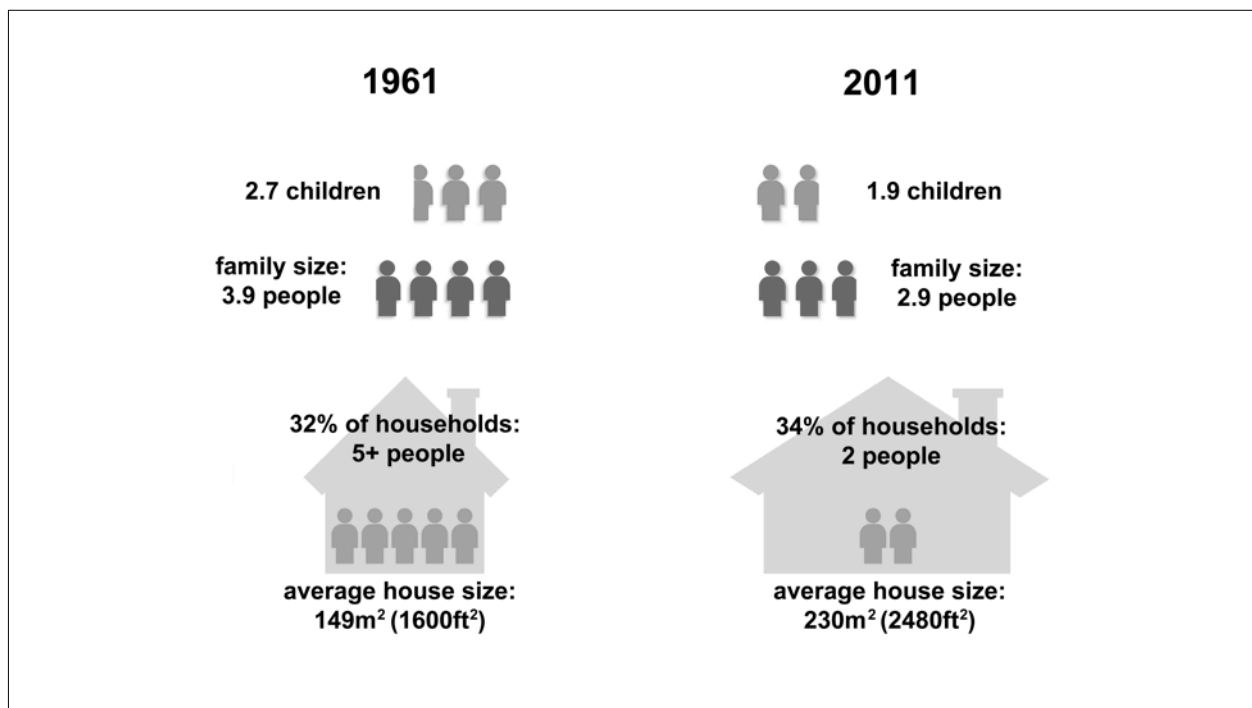 1961
2.7 children
family size:
3.9 people
32% of households:
5+ people
average house size:
149m² (1600ft²)
2011
1.9 children
family size:
2.9 people
34% of households:
2 people
average house size:
230m² (2480ft²)